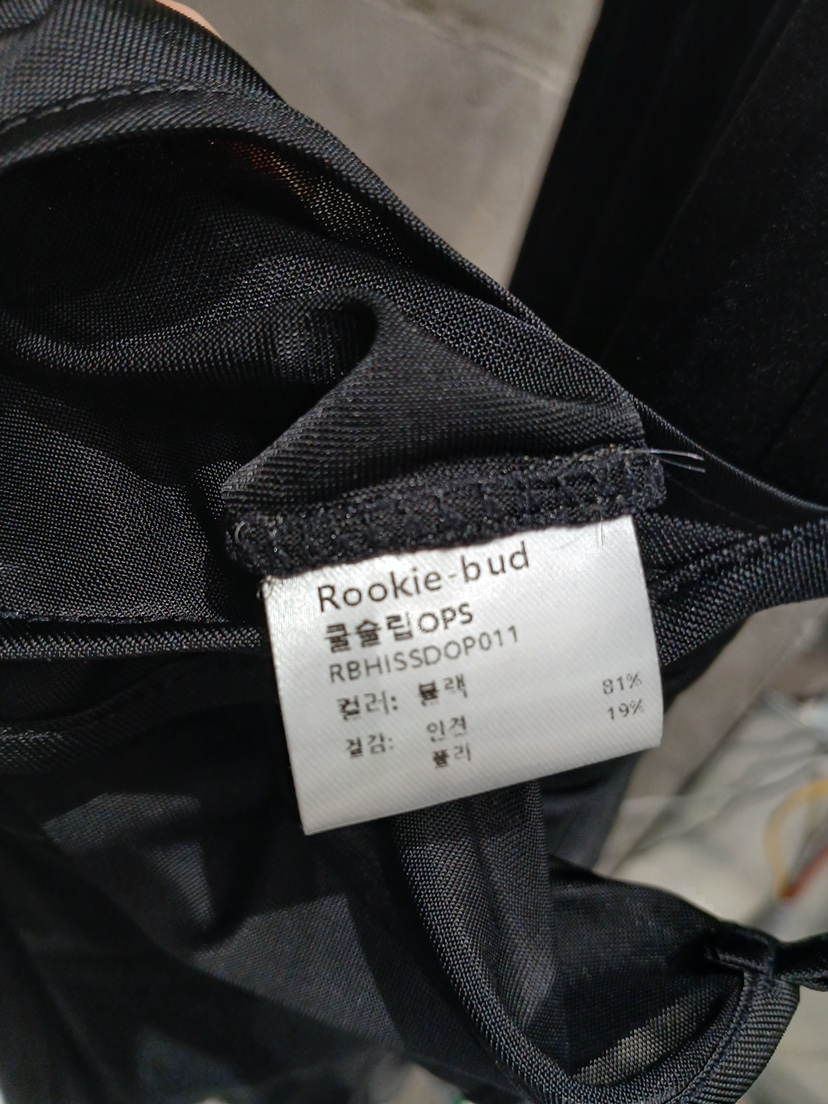 Rookie-bud
쿨슬립OPS
RBHISSDOP011
컬러: 블랙
겉감: 인견 81%
폴리 19%